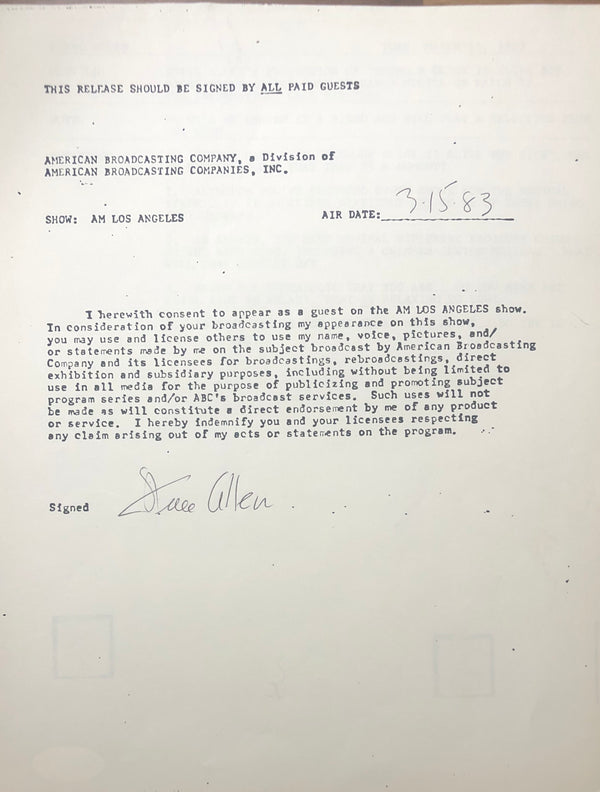 THIS RELEASE SHOULD BE SIGNED BY ALL PAID GUESTS
AMERICAN BROADCASTING COMPANY, a Division of
AMERICAN BROADCASTING COMPANIES, INC.
SHOW: AM LOS ANGELES AIR DATE: 3-15-83
I herewith consent to appear as a guest on the AM LOS ANGELES show.
In consideration of your broadcasting my appearance on this show,
you may use and license others to use my name, voice, pictures, and/
or statements made by me on the subject broadcast by American Broadcasting
Company and its licensees for broadcastings, rebroadcastings, direct
exhibition and subsidiary purposes, including without being limited to
use in all media for the purpose of publicizing and promoting subject
program series and/or ABC's broadcast services. Such uses will not
be made as will constitute a direct endorsement by me of any product
or service. I hereby indemnify you and your licensees respecting
any claim arising out of my acts or statements on the program.
Signed Steve Allen